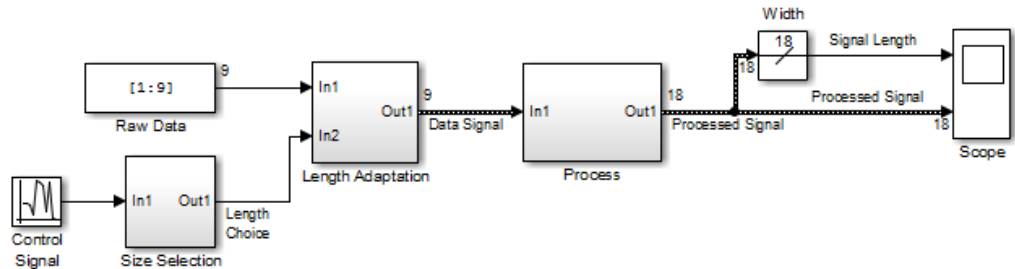 Width
18
Signal Length
18
9
[1:9]
Raw Data
In1
In2
Out1
Length Adaptation
9
Data Signal
In1
Out1
Process
18
Processed Signal
Processed Signal
18
Scope
In1
Out1
Size Selection
Length
Choice
Control
Signal